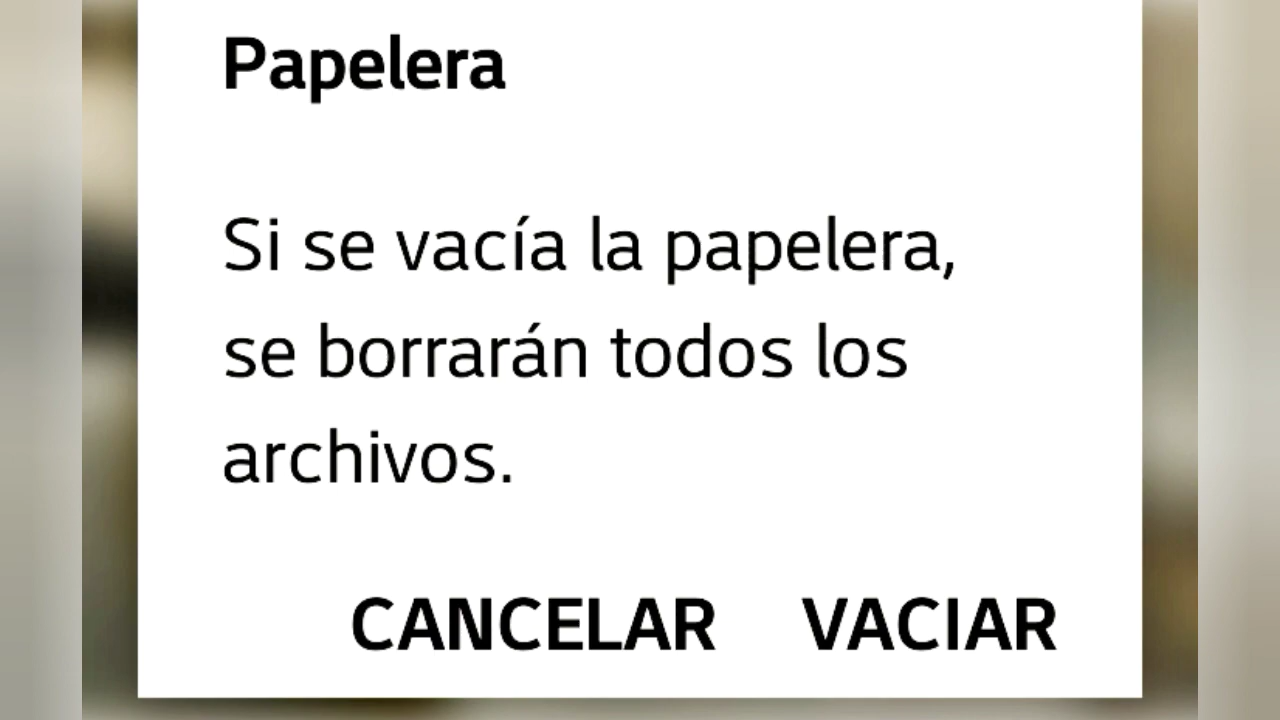 Papelera
Si se vacía la papelera,
se borrarán todos los
archivos.
CANCELAR VACIAR